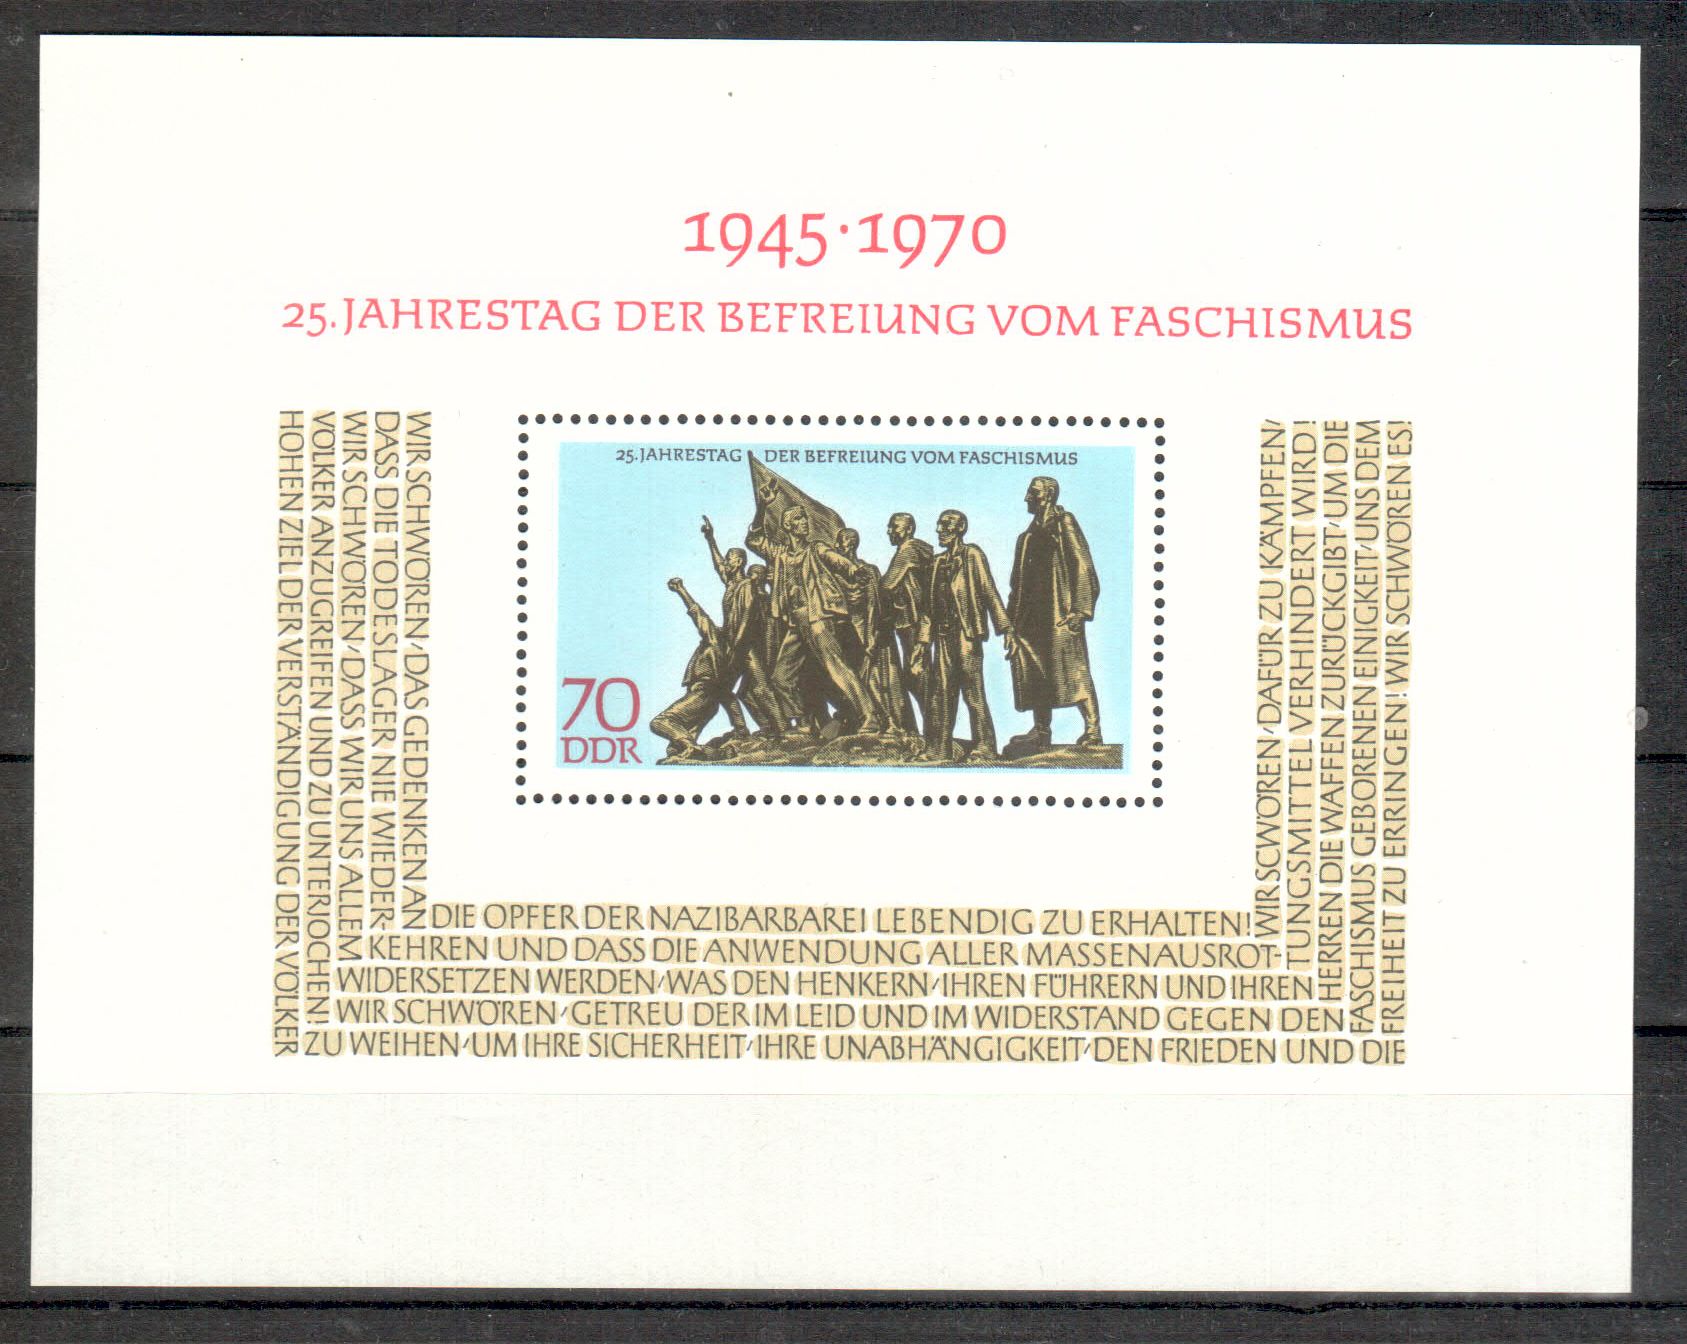 1945·1970
25. JAHRESTAG DER BEFREIUNG VOM FASCHISMUS
25. JAHRESTAG DER BEFREIUNG VOM FASCHISMUS
70
DDR
WIR SCHWÖREN, DAS GEDENKEN AN
DIE OPFER DER NAZIBARBAREI LEBENDIG ZU ERHALTEN!
WIR SCWÖREN, DAFÜR ZU KÄMPFEN,
DASS DIE TODESLAGER NIE WIEDER-
KEHREN UND DASS DIE ANWENDUNG ALLER MASSENAUSROT-
TUNGSMITTEL VERHINDERT WIRD!
WIR SCHWÖREN, DASS WIR UNS ALLEM
WIDERSETZEN WERDEN, WAS DEN HENKERN, IHREN FÜHRERN UND IHREN
HERREN DIE WAFFEN ZURÜCKGIBT, UM DIE
VÖLKER ANZUGREIFEN UND ZU UNTERJOCHEN!
WIR SCHWÖREN, GETREU DER IM LEID UND IM WIDERSTAND GEGEN DEN
FASCHISMUS GEBORENEN EINIGKEIT, UNS DEM
HOHEN ZIEL DER VERSTÄNDIGUNG DER VÖLKER
ZU WEIHEN, UM IHRE SICHERHEIT, IHRE UNABHÄNGIGKEIT, DEN FRIEDEN UND DIE
FREIHEIT ZU ERRINGEN! WIR SCHWÖREN ES!